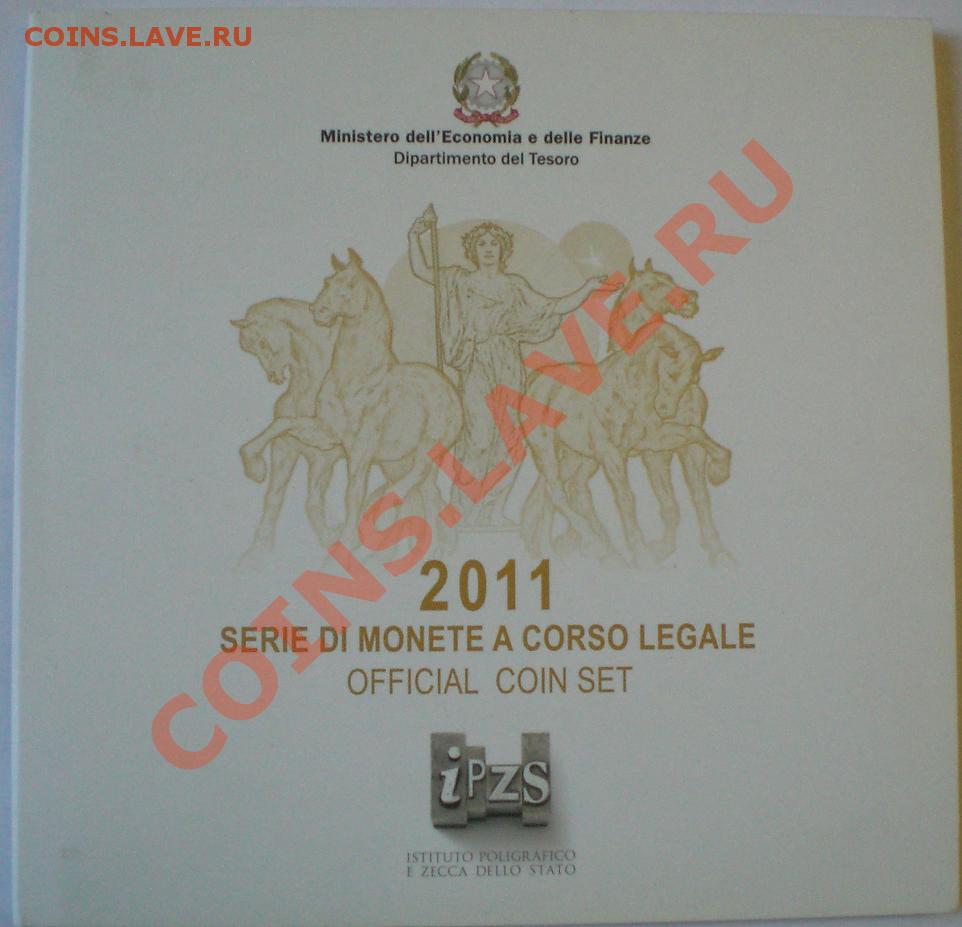 COINS.LAVE.RU
Ministero dell'Economia e delle Finanze
Dipartimento del Tesoro
COINS.LAVE.RU
2011
SERIE DI MONETE A CORSO LEGALE
OFFICIAL COIN SET
iPZS
ISTITUTO POLIGRAFICO
E ZECCA DELLO STATO